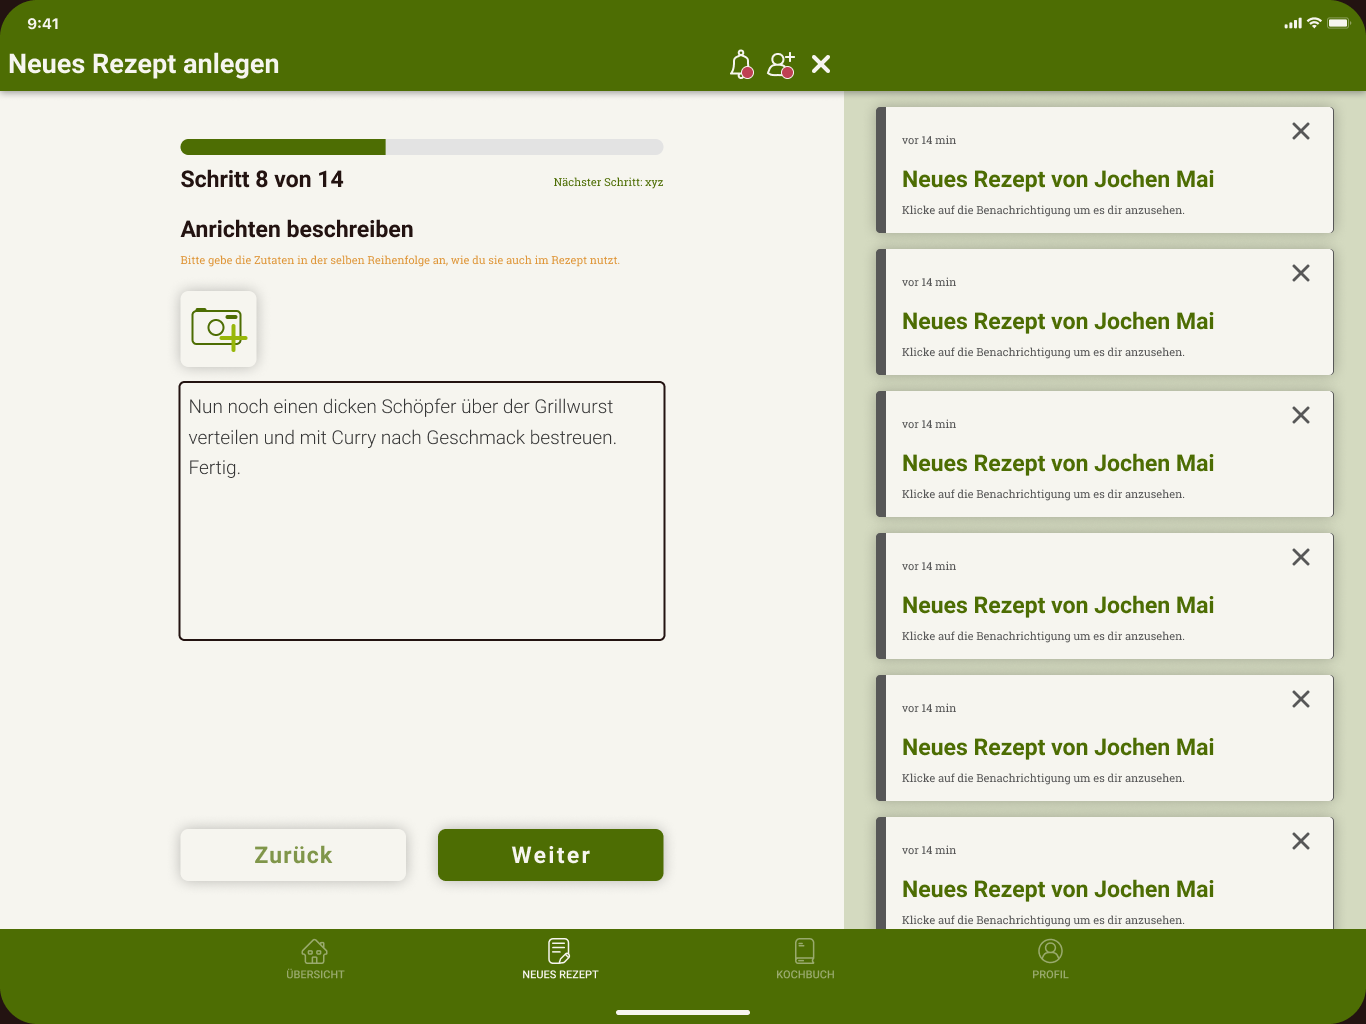 9:41
Neues Rezept anlegen
Schritt 8 von 14
Nächster Schritt: xyz
Anrichten beschreiben
Bitte gebe die Zutaten in der selben Reihenfolge an, wie du sie auch im Rezept nutzt.
Nun noch einen dicken Schöpfer über der Grillwurst
verteilen und mit Curry nach Geschmack bestreuen.
Fertig.
Zurück
Weiter
vor 14 min
Neues Rezept von Jochen Mai
Klicke auf die Benachrichtigung um es dir anzusehen.
vor 14 min
Neues Rezept von Jochen Mai
Klicke auf die Benachrichtigung um es dir anzusehen.
vor 14 min
Neues Rezept von Jochen Mai
Klicke auf die Benachrichtigung um es dir anzusehen.
vor 14 min
Neues Rezept von Jochen Mai
Klicke auf die Benachrichtigung um es dir anzusehen.
vor 14 min
Neues Rezept von Jochen Mai
Klicke auf die Benachrichtigung um es dir anzusehen.
vor 14 min
Neues Rezept von Jochen Mai
Klicke auf die Benachrichtigung um es dir anzusehen.
ÜBERSICHT
NEUES REZEPT
KOCHBUCH
PROFIL